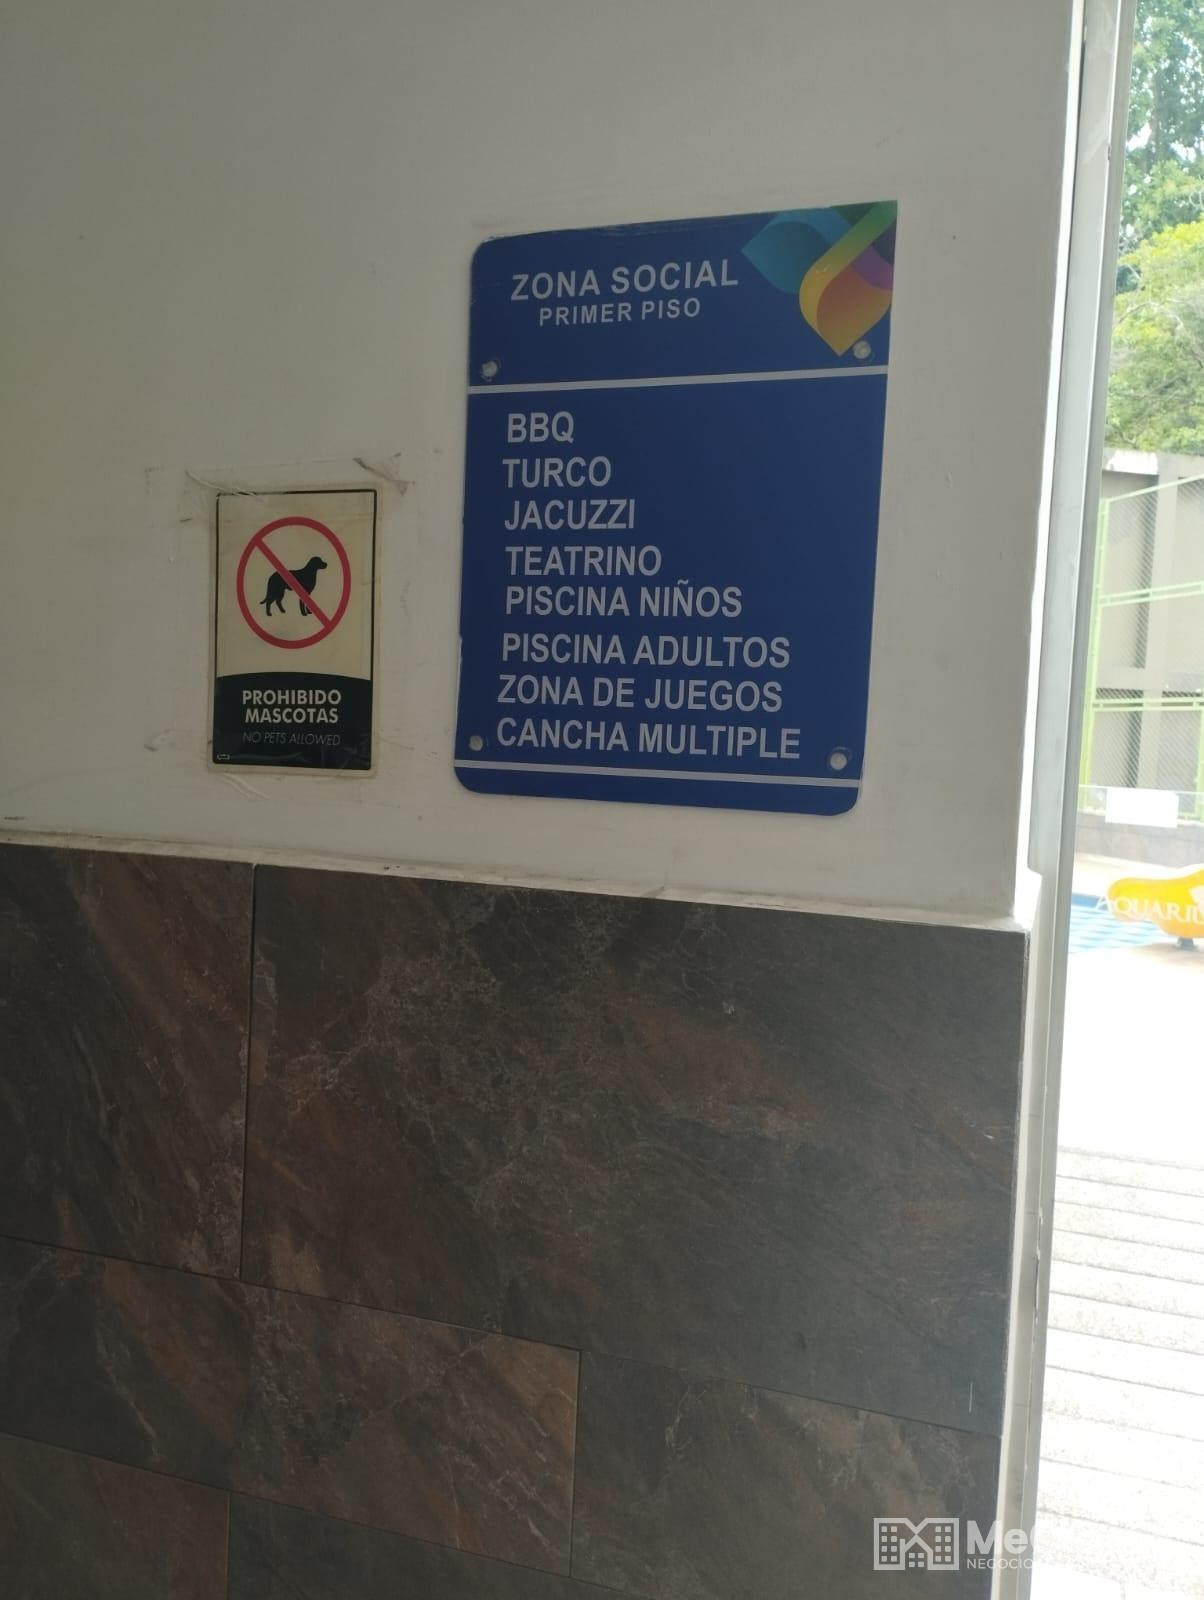 ZONA SOCIAL
PRIMER PISO
BBQ
TURCO
JACUZZI
TEATRINO
PISCINA NIÑOS
PISCINA ADULTOS
ZONA DE JUEGOS
CANCHA MULTIPLE
PROHIBIDO
MASCOTAS
NO PETS ALLOWED